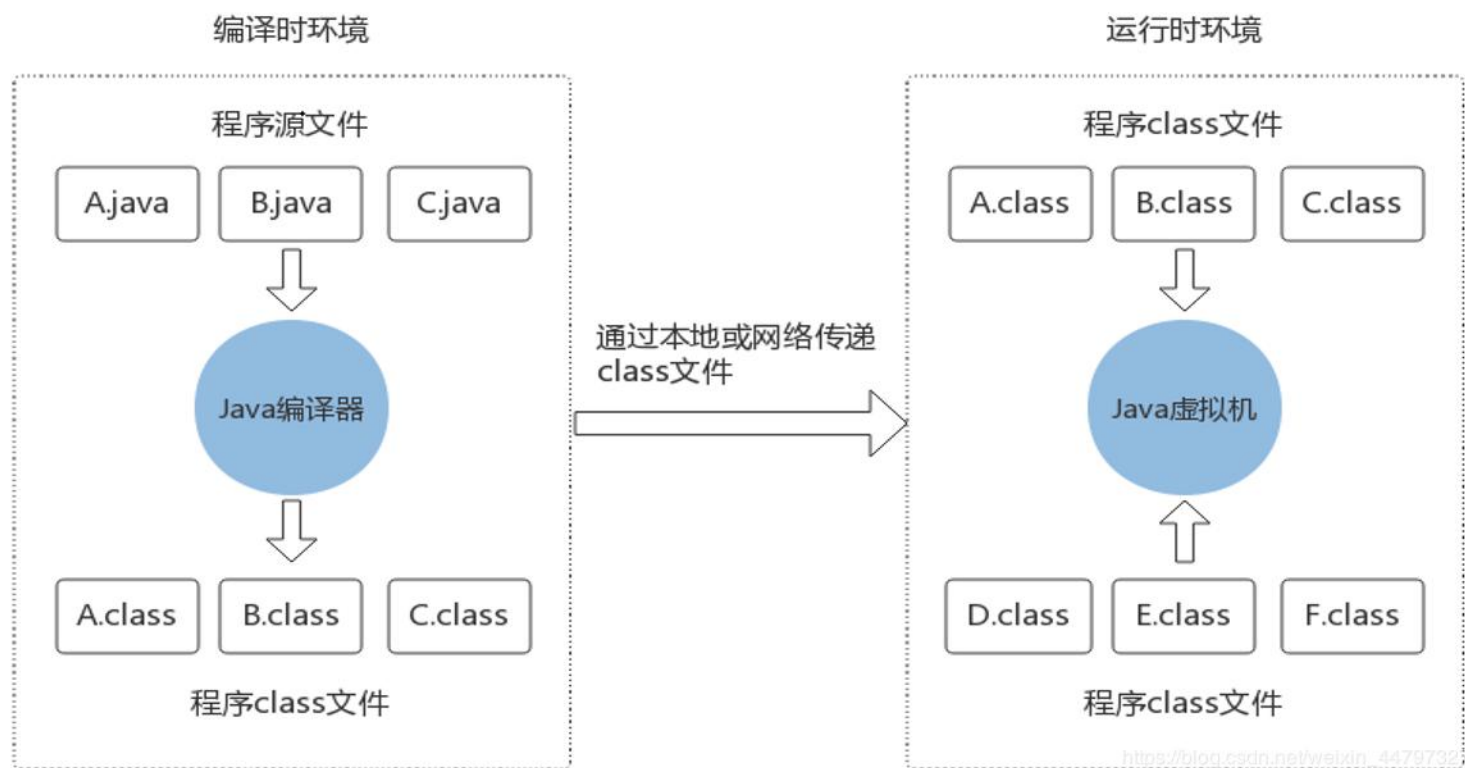 编译时环境
程序源文件
A.java
B.java
C.java
Java编译器
A.class
B.class
C.class
程序class文件
通过本地或网络传递
class文件
运行时环境
程序class文件
A.class
B.class
C.class
Java虚拟机
D.class
E.class
F.class
程序class文件
https://blog.csdn.net/weixin_4479732